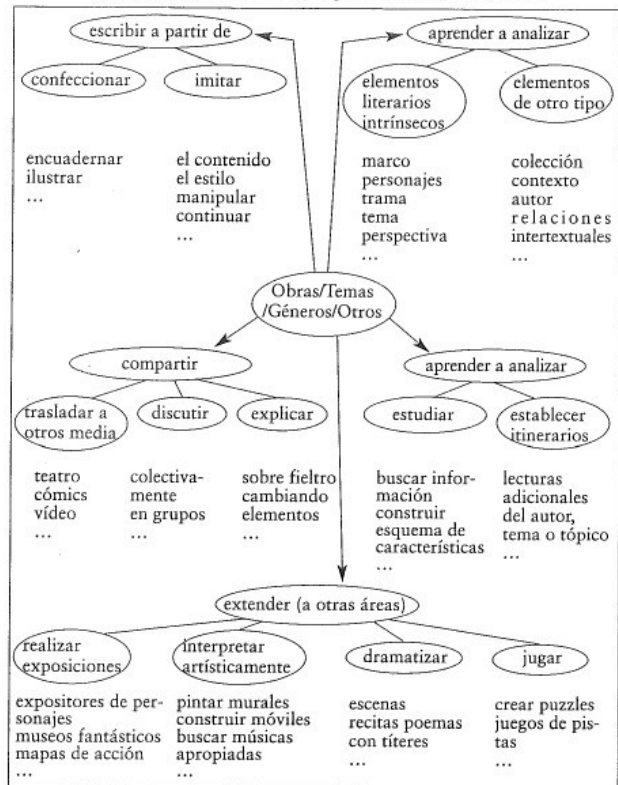 escribir a partir de
confeccionar
imitar
encuadernar
ilustrar
...
el contenido
el estilo
manipular
continuar
...
aprender a analizar
elementos
literarios
intrínsecos
elementos
de otro tipo
marco
personajes
trama
tema
perspectiva
...
colección
contexto
autor
relaciones
intertextuales
...
Obras/Temas
/Géneros/Otros
compartir
trasladar a
otros media
discutir
explicar
teatro
cómics
vídeo
...
colectiva-
mente
en grupos
...
sobre fieltro
cambiando
elementos
...
aprender a analizar
estudiar
establecer
itinerarios
buscar infor-
mación
construir
esquema de
características
...
lecturas
adicionales
del autor,
tema o tópico
...
extender (a otras áreas)
realizar
exposiciones
interpretar
artísticamente
dramatizar
jugar
expositores de per-
sonajes
museos fantásticos
mapas de acción
...
pintar murales
construir móviles
buscar músicas
apropiadas
...
escenas
recitas poemas
con títeres
...
crear puzzles
juegos de pis-
tas
...